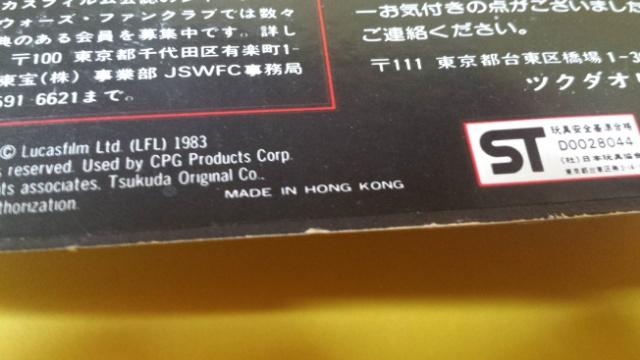 カスフィルム公認のジャ
ウォーズ・ファンクラブでは数々
典のある会員を募集中です。詳し
〒100 東京都千代田区有楽町1-
東宝(株) 事業部 JSWFC事務局
591-6621まで。
一お気付きの点がございました
ご連絡ください。
〒111 東京都台東区橋場1-3
ツクダオ
© Lucasfilm Ltd. (LFL) 1983
s reserved. Used by CPG Products Corp.
nts associates. Tsukuda Original Co.,
thorization.
MADE IN HONG KONG
ST
玩具安全基準合格
D0028044
(社)日本玩具協会